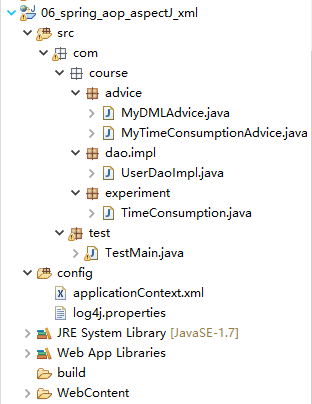 06_spring_aop_aspectJ_xml
src
com
course
advice
MyDMLAdvice.java
MyTimeConsumptionAdvice.java
dao.impl
UserDaoImpl.java
experiment
TimeConsumption.java
test
TestMain.java
config
applicationContext.xml
log4j.properties
JRE System Library [JavaSE-1.7]
Web App Libraries
build
WebContent